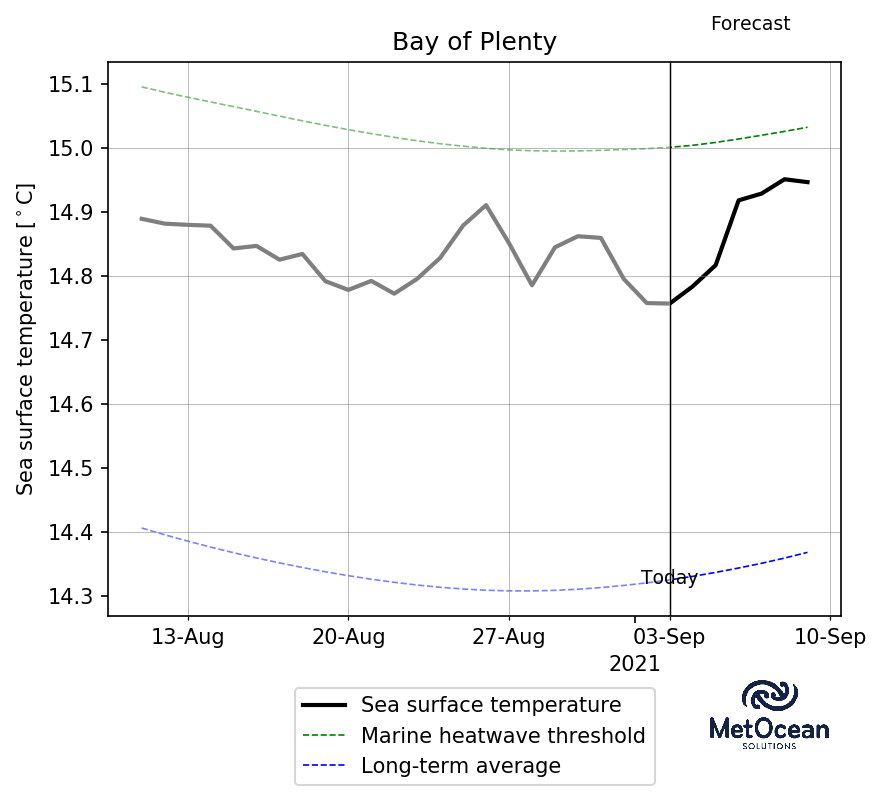 Forecast
Bay of Plenty
Sea surface temperature [°C]
15.1
15.0
14.9
14.8
14.7
14.6
14.5
14.4
14.3
Today
13-Aug
20-Aug
27-Aug
03-Sep
10-Sep
2021
Sea surface temperature
Marine heatwave threshold
Long-term average
MetOcean
SOLUTIONS